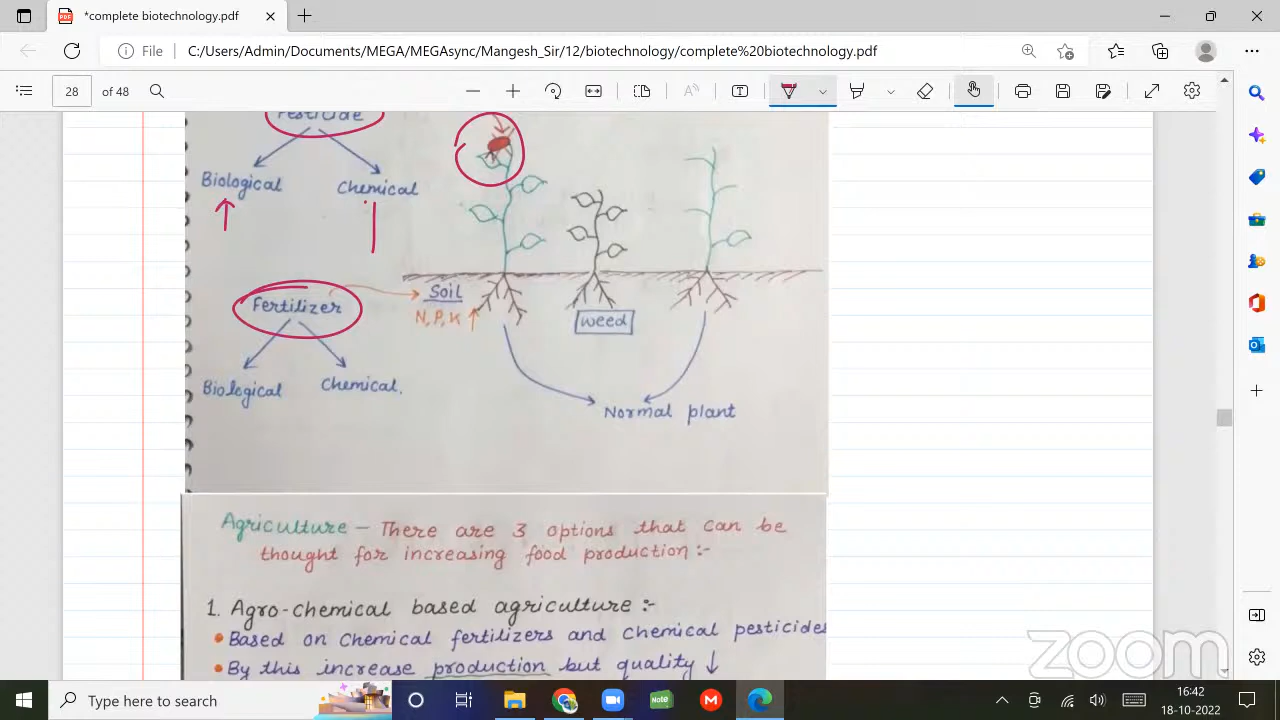 *complete biotechnology.pdf
File
C:/Users/Admin/Documents/MEGA/MEGAsync/Mangesh_Sir/12/biotechnology/complete%20biotechnology.pdf
28 of 48
Pesticide
Biological
Chemical
Fertilizer
Soil
N, P, K
weed
Biological
Chemical.
Normal plant
Agriculture - There are 3 options that can be
thought for increasing food production :-
1. Agro-chemical based agriculture :-
• Based on chemical fertilizers and chemical pesticides
• By this increase production but quality ↓
zoom
Type here to search
Note
16:42
18-10-2022